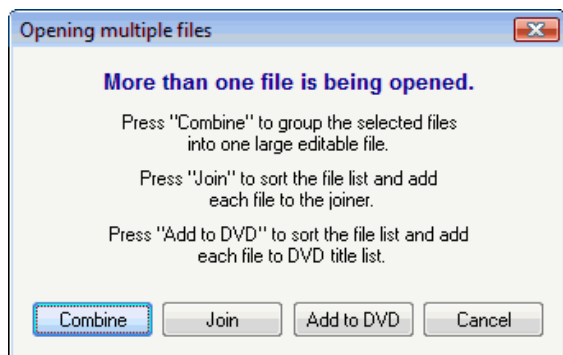 Opening multiple files
More than one file is being opened.
Press "Combine" to group the selected files
into one large editable file.
Press "Join" to sort the file list and add
each file to the joiner.
Press "Add to DVD" to sort the file list and add
each file to DVD title list.
Combine Join Add to DVD Cancel